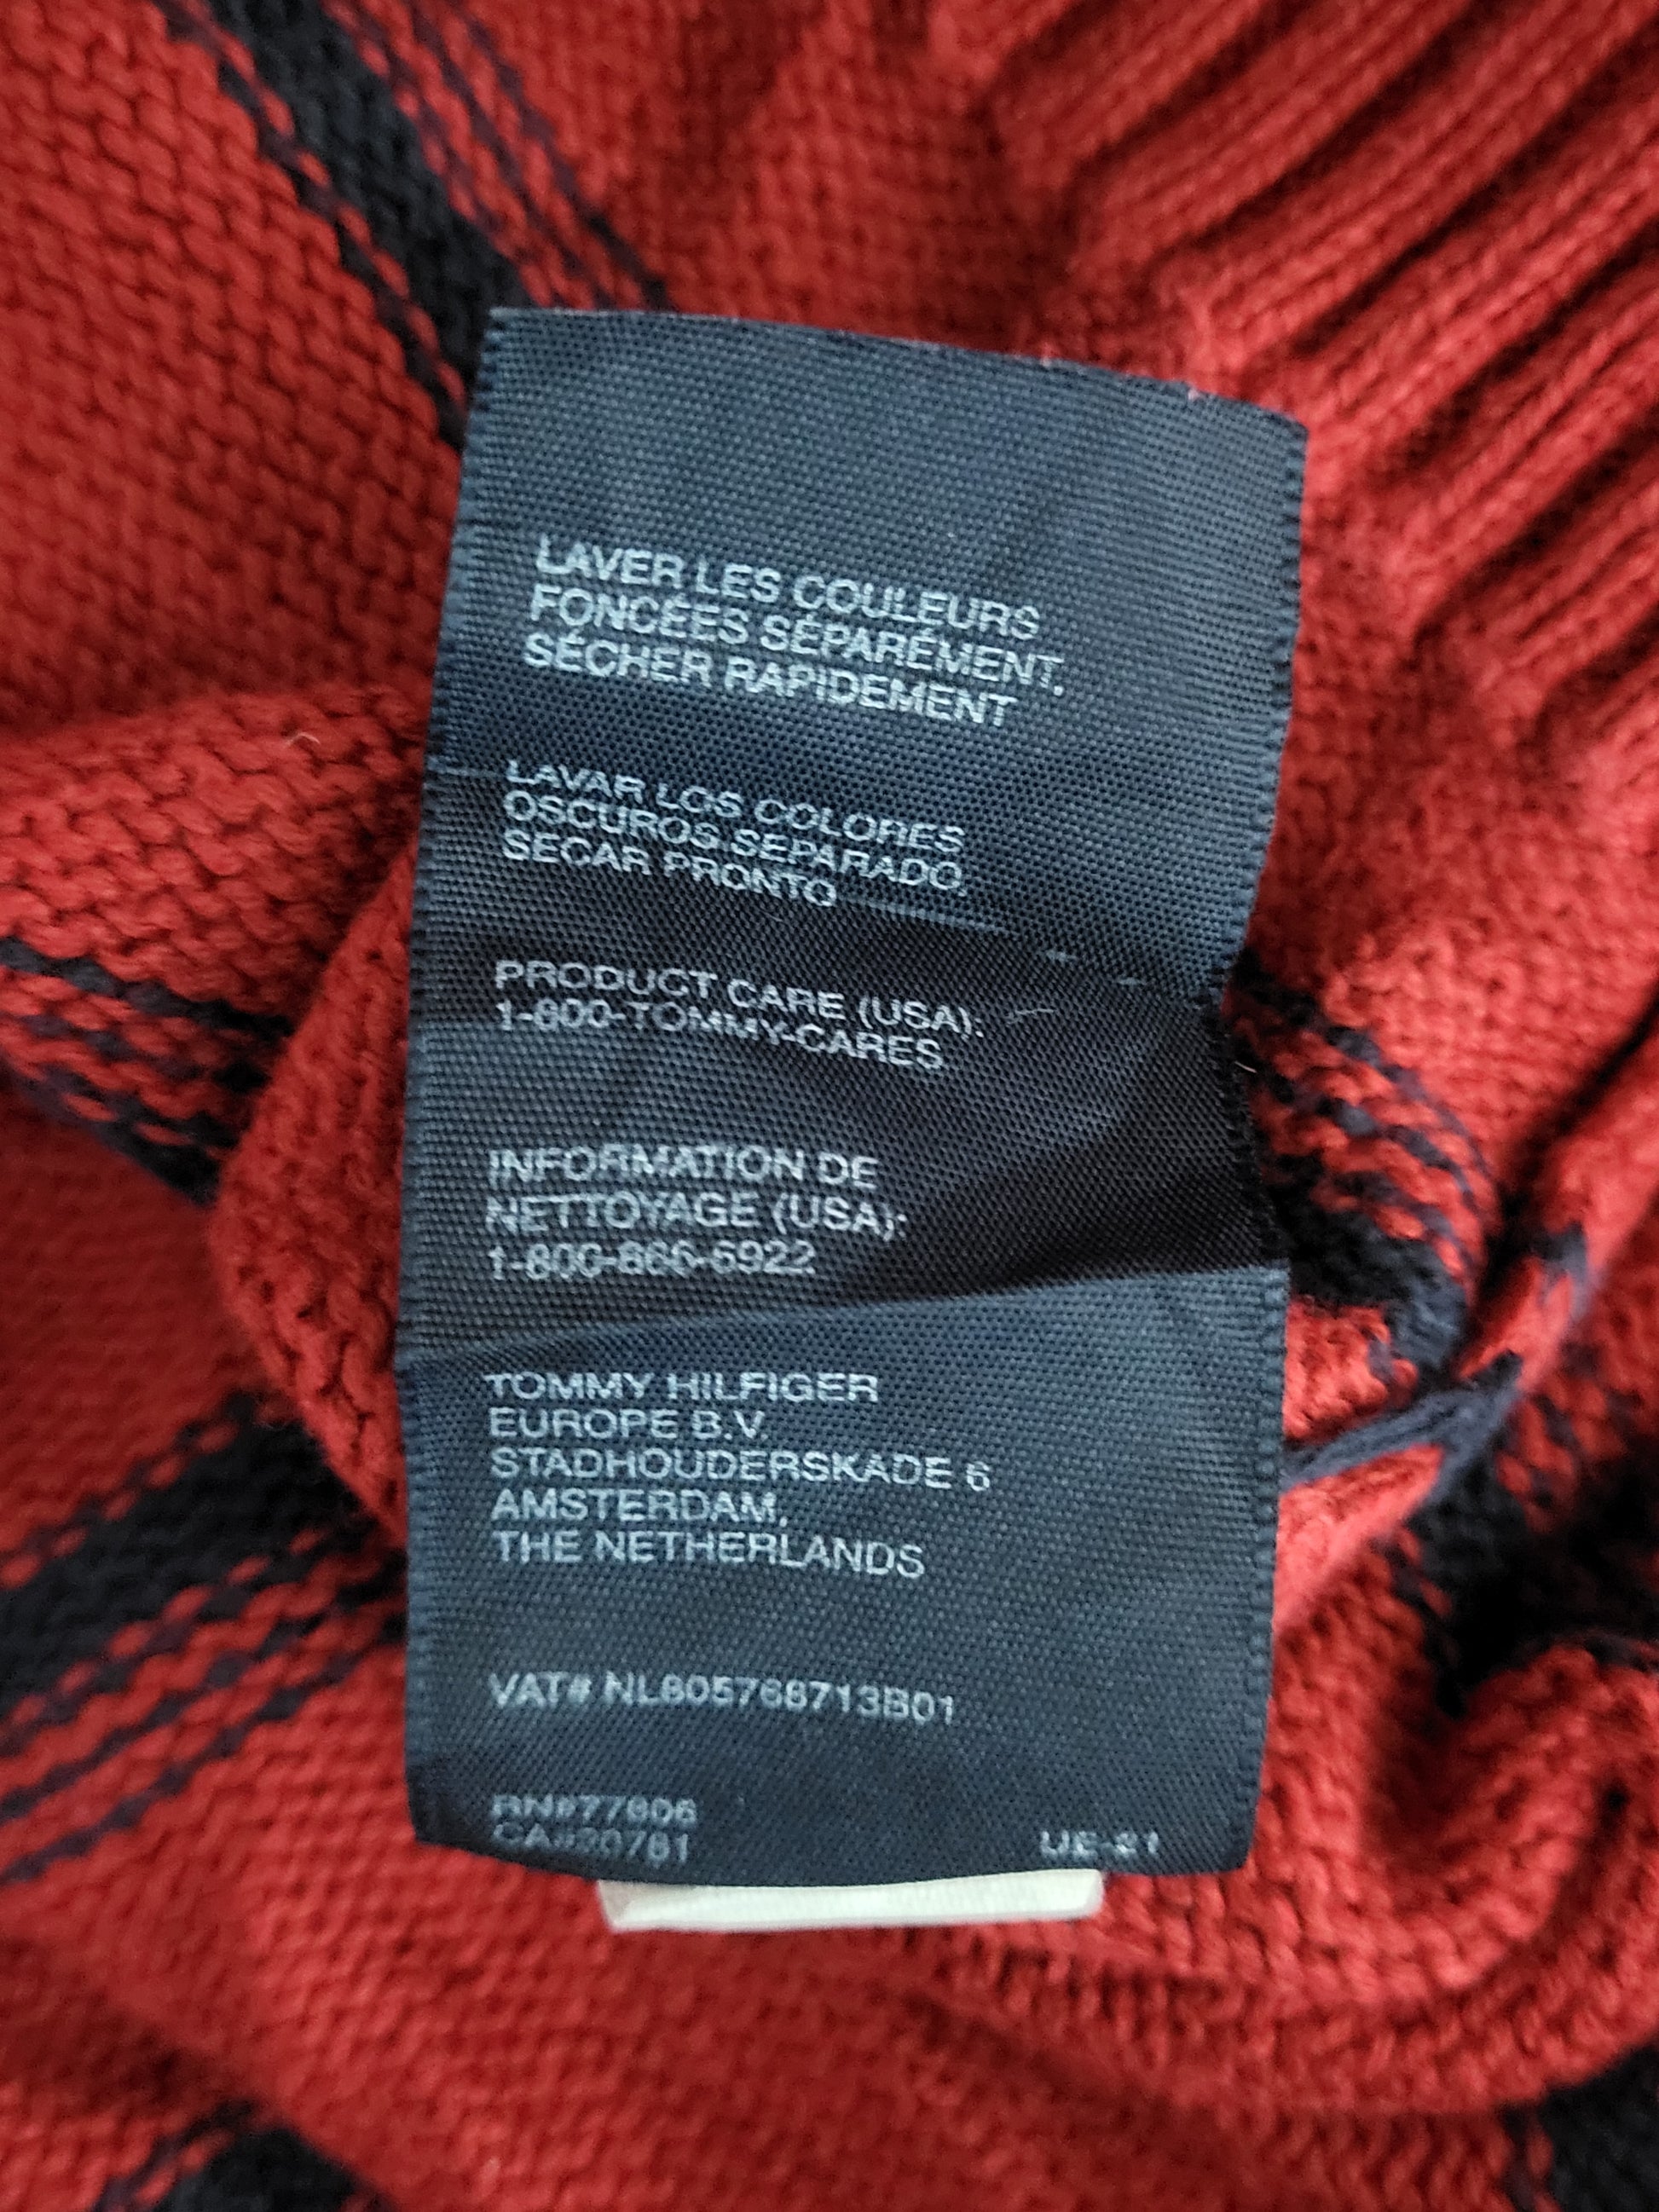 LAVER LES COULEURS
FONCÉES SÉPARÉMENT.
SÉCHER RAPIDEMENT
LAVAR LOS COLORES
OSCUROS SEPARADO.
SECAR PRONTO
PRODUCT CARE (USA):
1-800-TOMMY-CARES
INFORMATION DE
NETTOYAGE (USA):
1-800-866-6922
TOMMY HILFIGER
EUROPE B.V.
STADHOUDERSKADE 6
AMSTERDAM,
THE NETHERLANDS
VAT# NL805768713B01
RN#77806
CA#30781